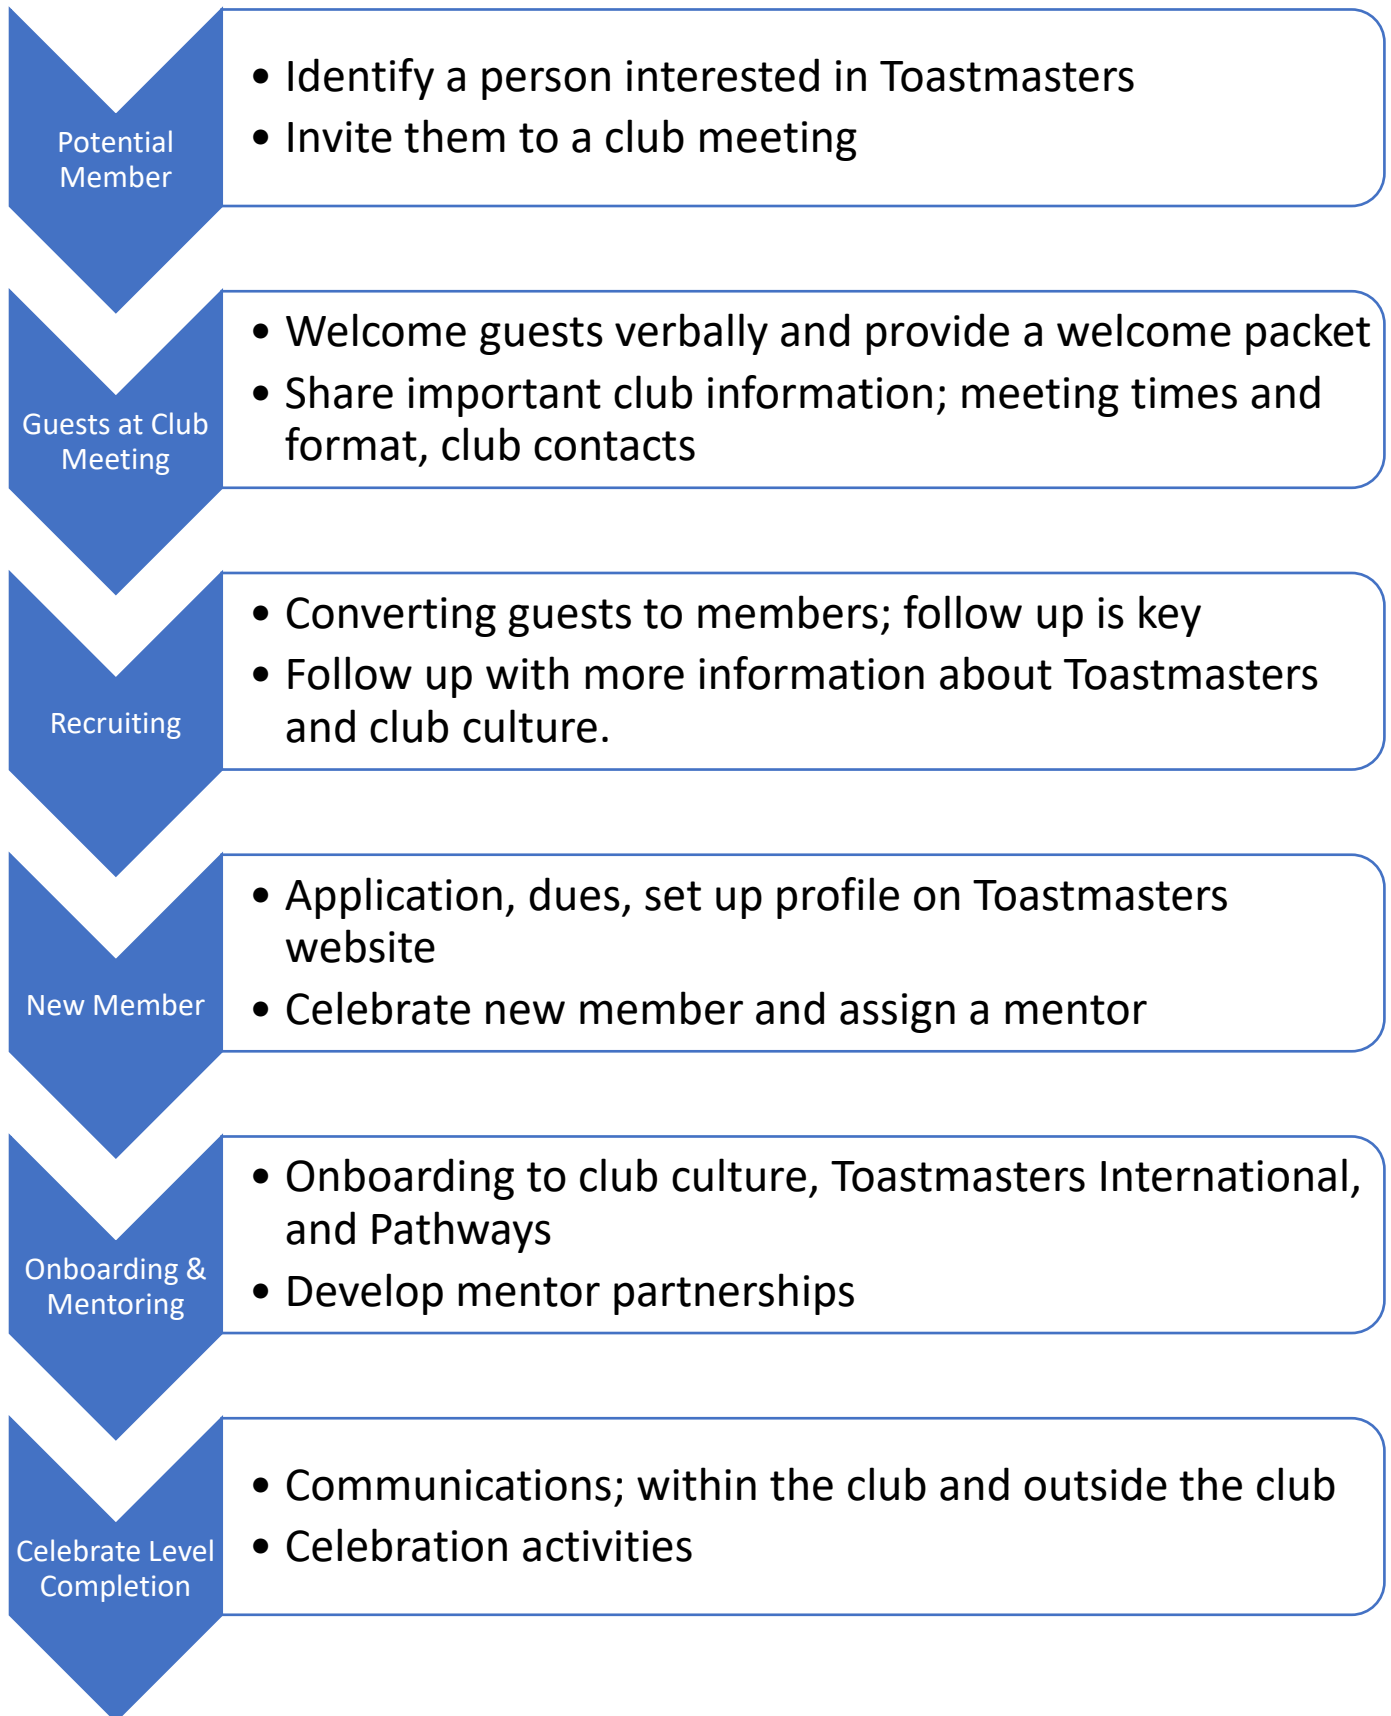 Potential
Member
• Identify a person interested in Toastmasters
• Invite them to a club meeting
Guests at Club
Meeting
• Welcome guests verbally and provide a welcome packet
• Share important club information; meeting times and
format, club contacts
Recruiting
• Converting guests to members; follow up is key
• Follow up with more information about Toastmasters
and club culture.
New Member
• Application, dues, set up profile on Toastmasters
website
• Celebrate new member and assign a mentor
Onboarding &
Mentoring
• Onboarding to club culture, Toastmasters International,
and Pathways
• Develop mentor partnerships
Celebrate Level
Completion
• Communications; within the club and outside the club
• Celebration activities